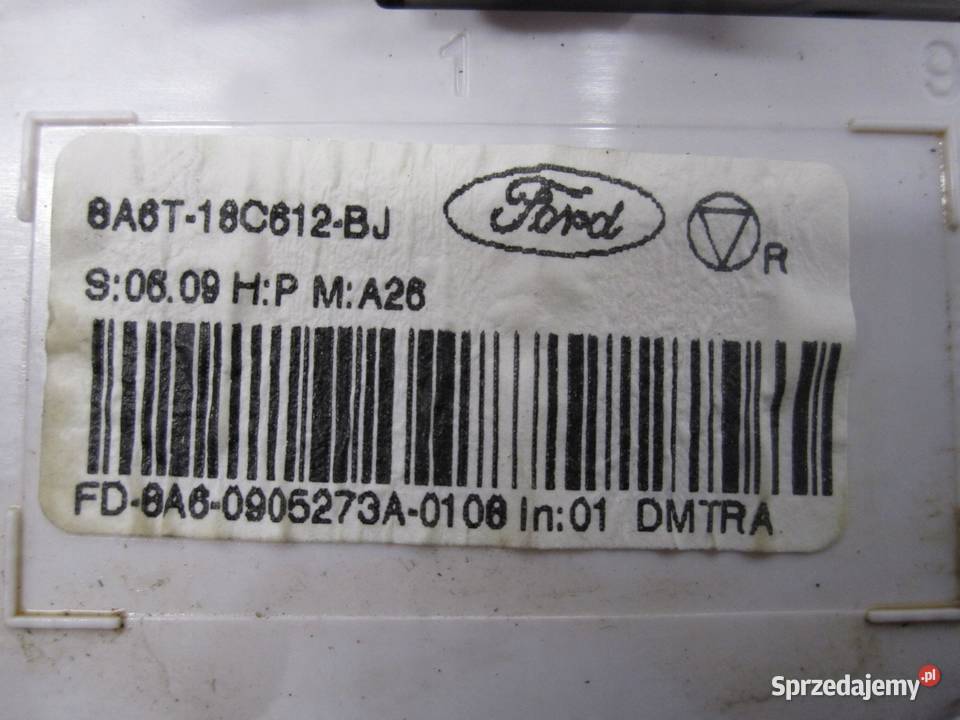 1 9
8A6T-18C612-BJ Ford
R
S:06.09 H:P M:A26
FD-8A6-0905273A-0108 In:01 DMTRA
Sprzedajemy.pl